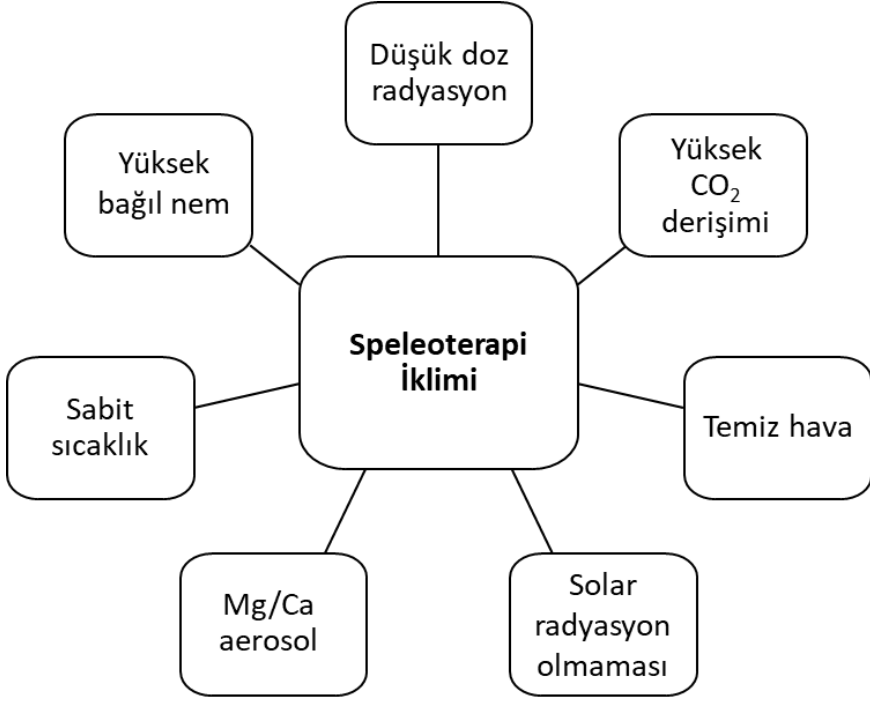 Düşük doz
radyasyon
Yüksek
CO₂
derişimi
Yüksek
bağıl nem
Speleoterapi
İklimi
Sabit
sıcaklık
Temiz hava
Mg/Ca
aerosol
Solar
radyasyon
olmaması